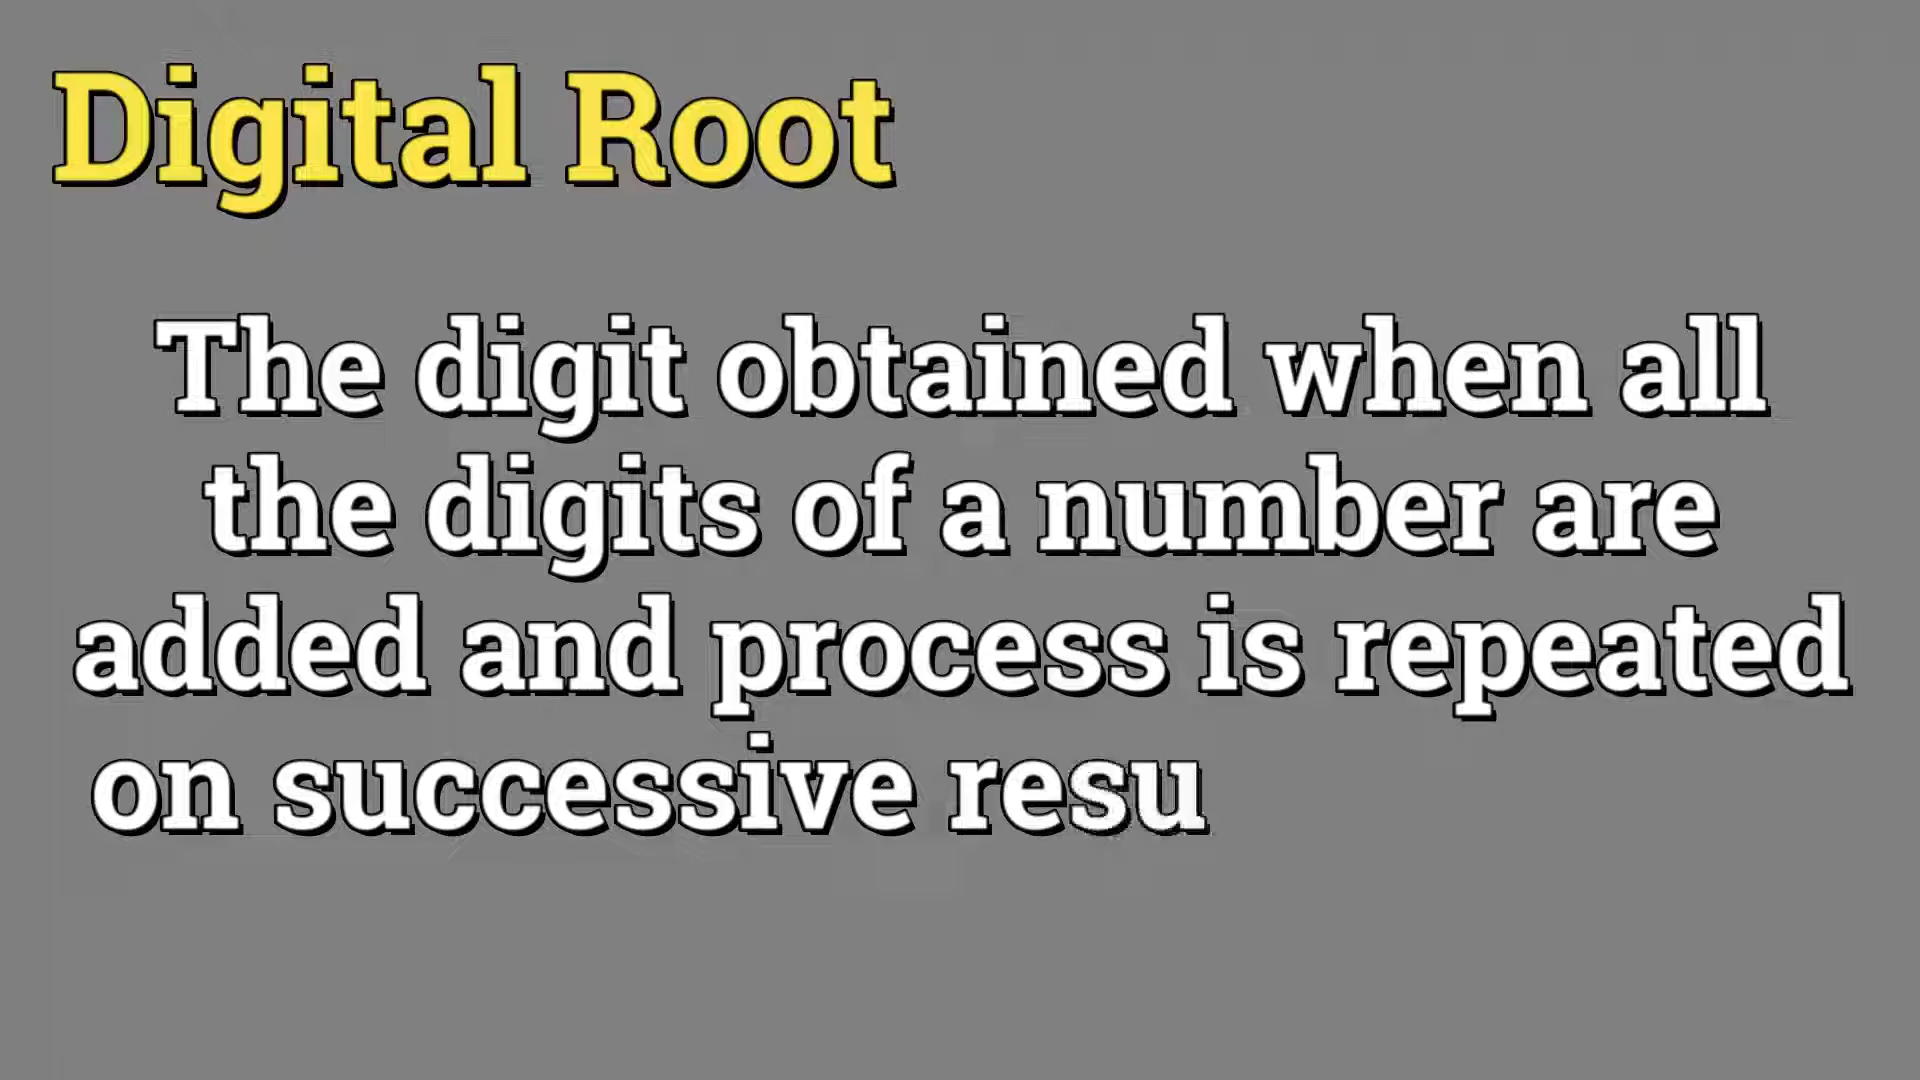 Digital Root
The digit obtained when all
the digits of a number are
added and process is repeated
on successive resu